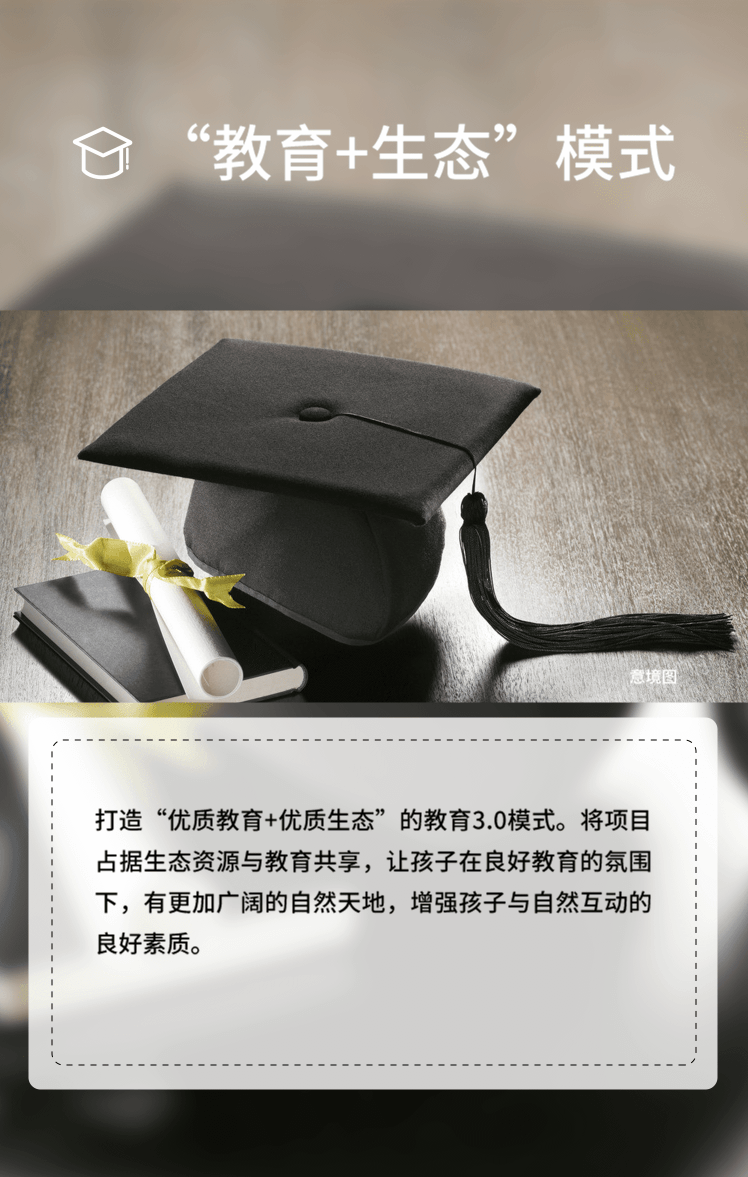 “教育+生态”模式
意境图
打造“优质教育+优质生态”的教育3.0模式。将项目
占据生态资源与教育共享，让孩子在良好教育的氛围
下，有更加广阔的自然天地，增强孩子与自然互动的
良好素质。